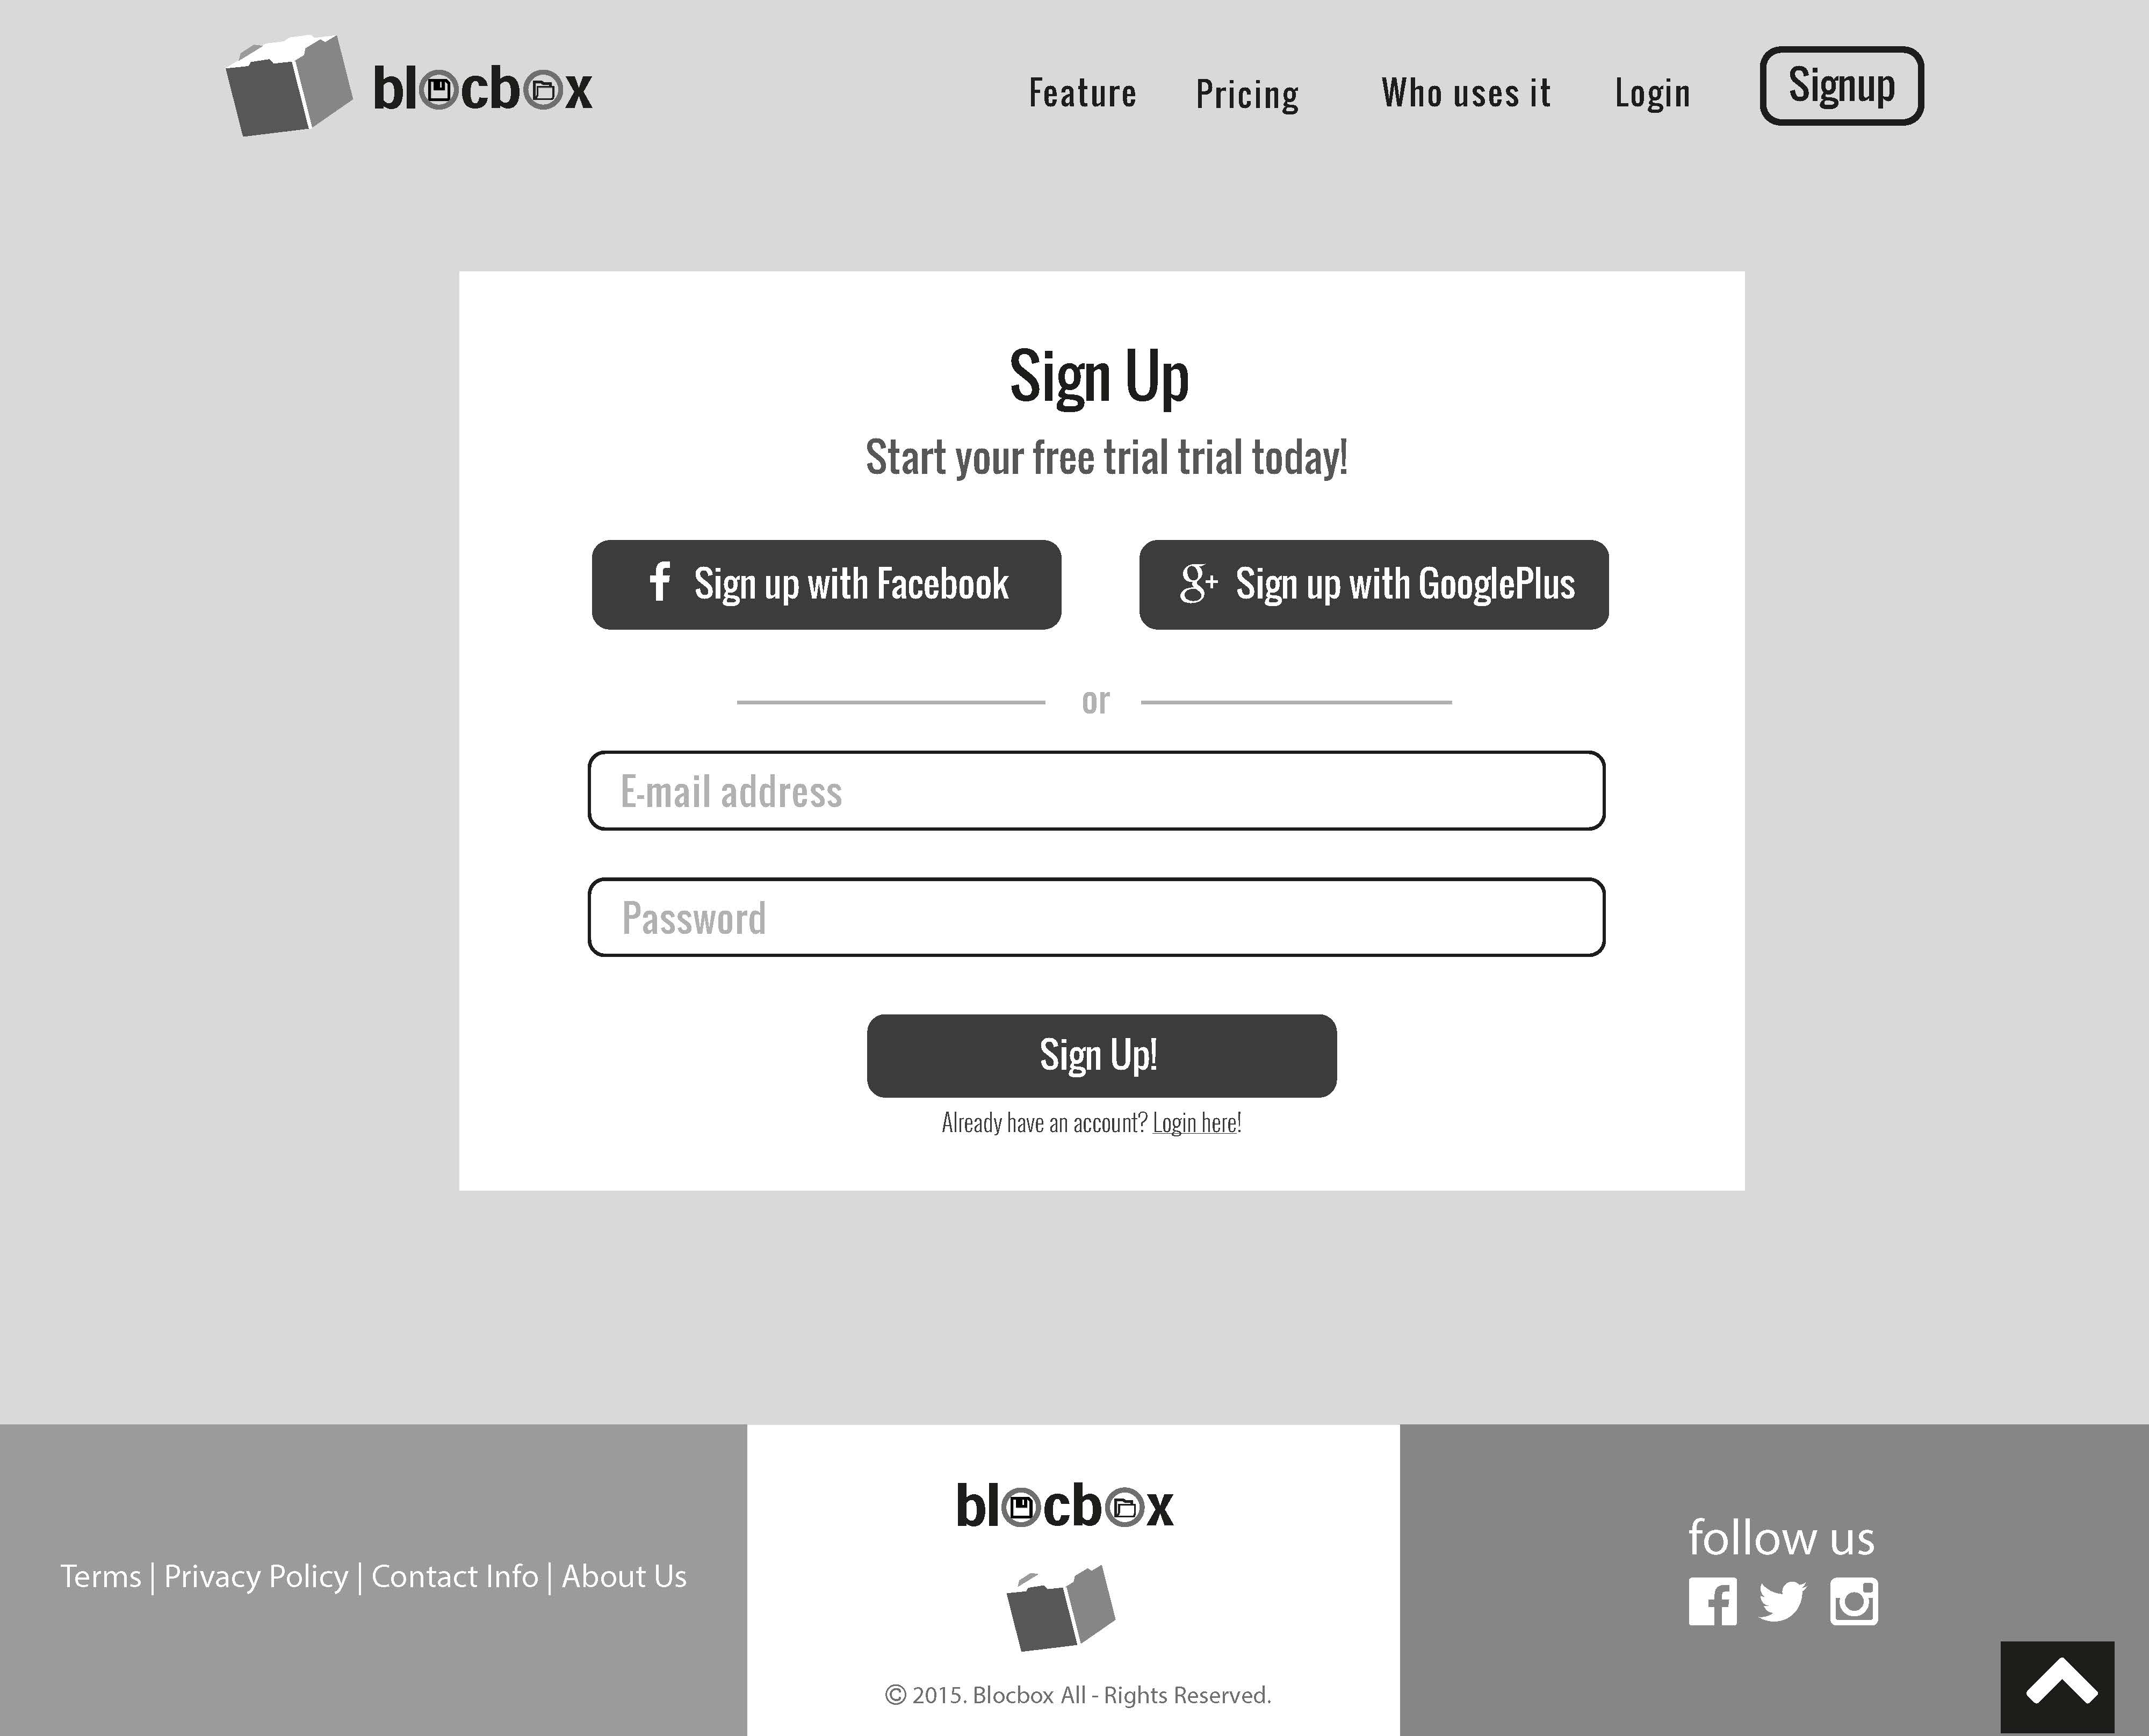 blocbox
Feature Pricing Who uses it Login Signup
Sign Up
Start your free trial trial today!
f Sign up with Facebook
g+ Sign up with GooglePlus
or
E-mail address
Password
Sign Up!
Already have an account? Login here!
Terms | Privacy Policy | Contact Info | About Us
blocbox
© 2015. Blocbox All - Rights Reserved.
follow us